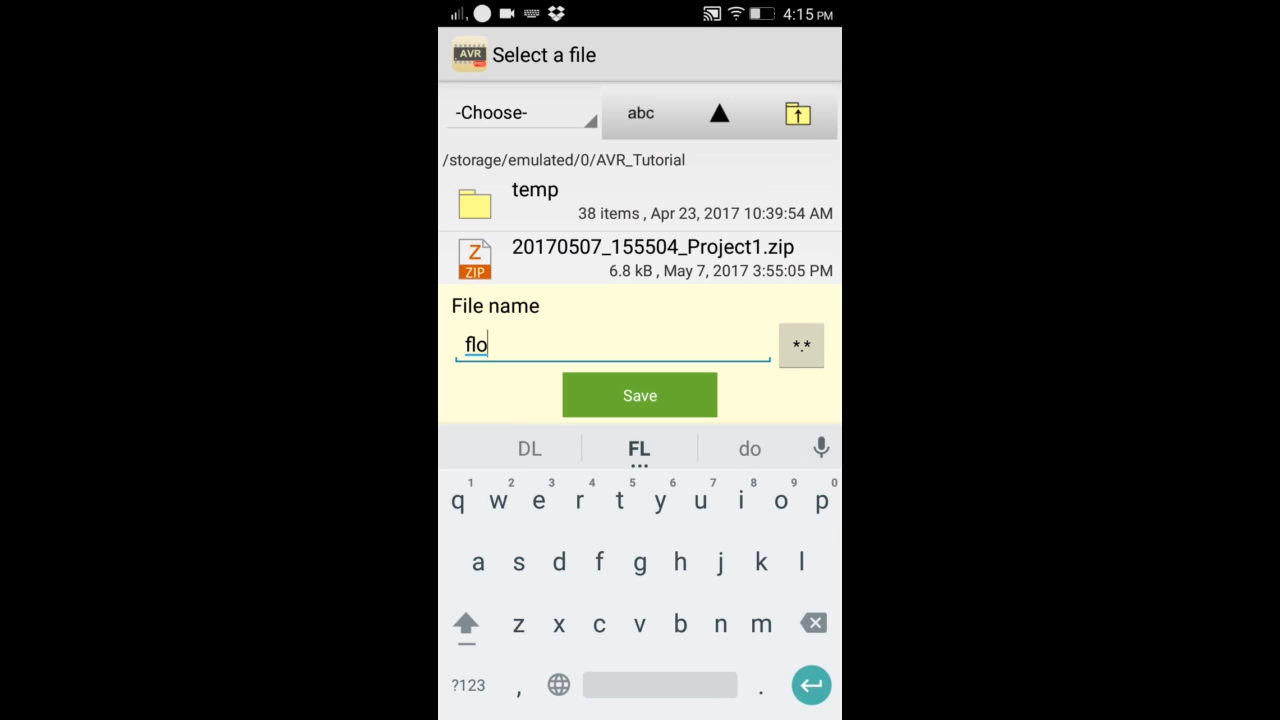 4:15 PM
AVR
Select a file
-Choose-
abc
/storage/emulated/0/AVR_Tutorial
temp
38 items , Apr 23, 2017 10:39:54 AM
Z
ZIP
20170507_155504_Project1.zip
6.8 kB , May 7, 2017 3:55:05 PM
File name
flo
*.*
Save
DL FL do
...
1 2 3 4 5 6 7 8 9 0
q w e r t y u i o p
a s d f g h j k l
z x c v b n m
?123 , .